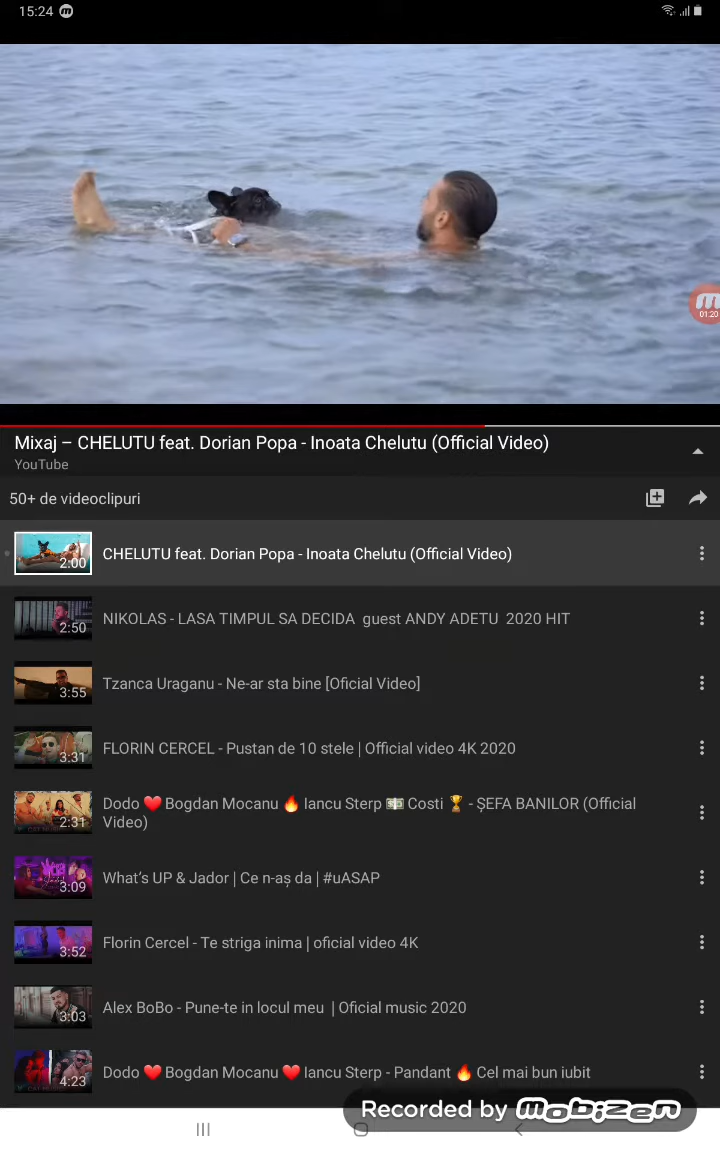 15:24
01:20
Mixaj – CHELUTU feat. Dorian Popa - Inoata Chelutu (Official Video)
YouTube
50+ de videoclipuri
2:00
CHELUTU feat. Dorian Popa - Inoata Chelutu (Official Video)
2:50
NIKOLAS - LASA TIMPUL SA DECIDA guest ANDY ADETU 2020 HIT
3:55
Tzanca Uraganu - Ne-ar sta bine [Oficial Video]
3:31
FLORIN CERCEL - Pustan de 10 stele | Official video 4K 2020
2:31
Dodo ❤️ Bogdan Mocanu 🔥 Iancu Sterp 💵 Costi 🏆 - ȘEFA BANILOR (Official
Video)
3:09
What’s UP & Jador | Ce n-aș da | #uASAP
3:52
Florin Cercel - Te striga inima | oficial video 4K
3:03
Alex BoBo - Pune-te in locul meu | Oficial music 2020
4:23
Dodo ❤️ Bogdan Mocanu ❤️ Iancu Sterp - Pandant 🔥 Cel mai bun iubit
Recorded by mobizen